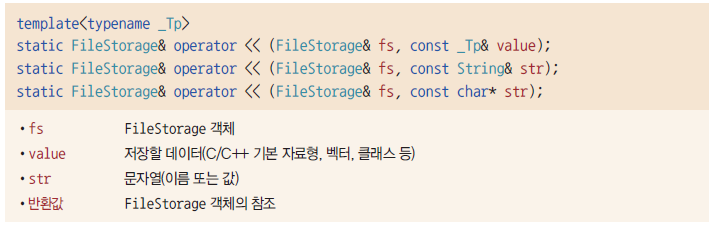 template<typename _Tp>
static FileStorage& operator << (FileStorage& fs, const _Tp& value);
static FileStorage& operator << (FileStorage& fs, const String& str);
static FileStorage& operator << (FileStorage& fs, const char* str);
• fs FileStorage 객체
• value 저장할 데이터(C/C++ 기본 자료형, 벡터, 클래스 등)
• str 문자열(이름 또는 값)
• 반환값 FileStorage 객체의 참조